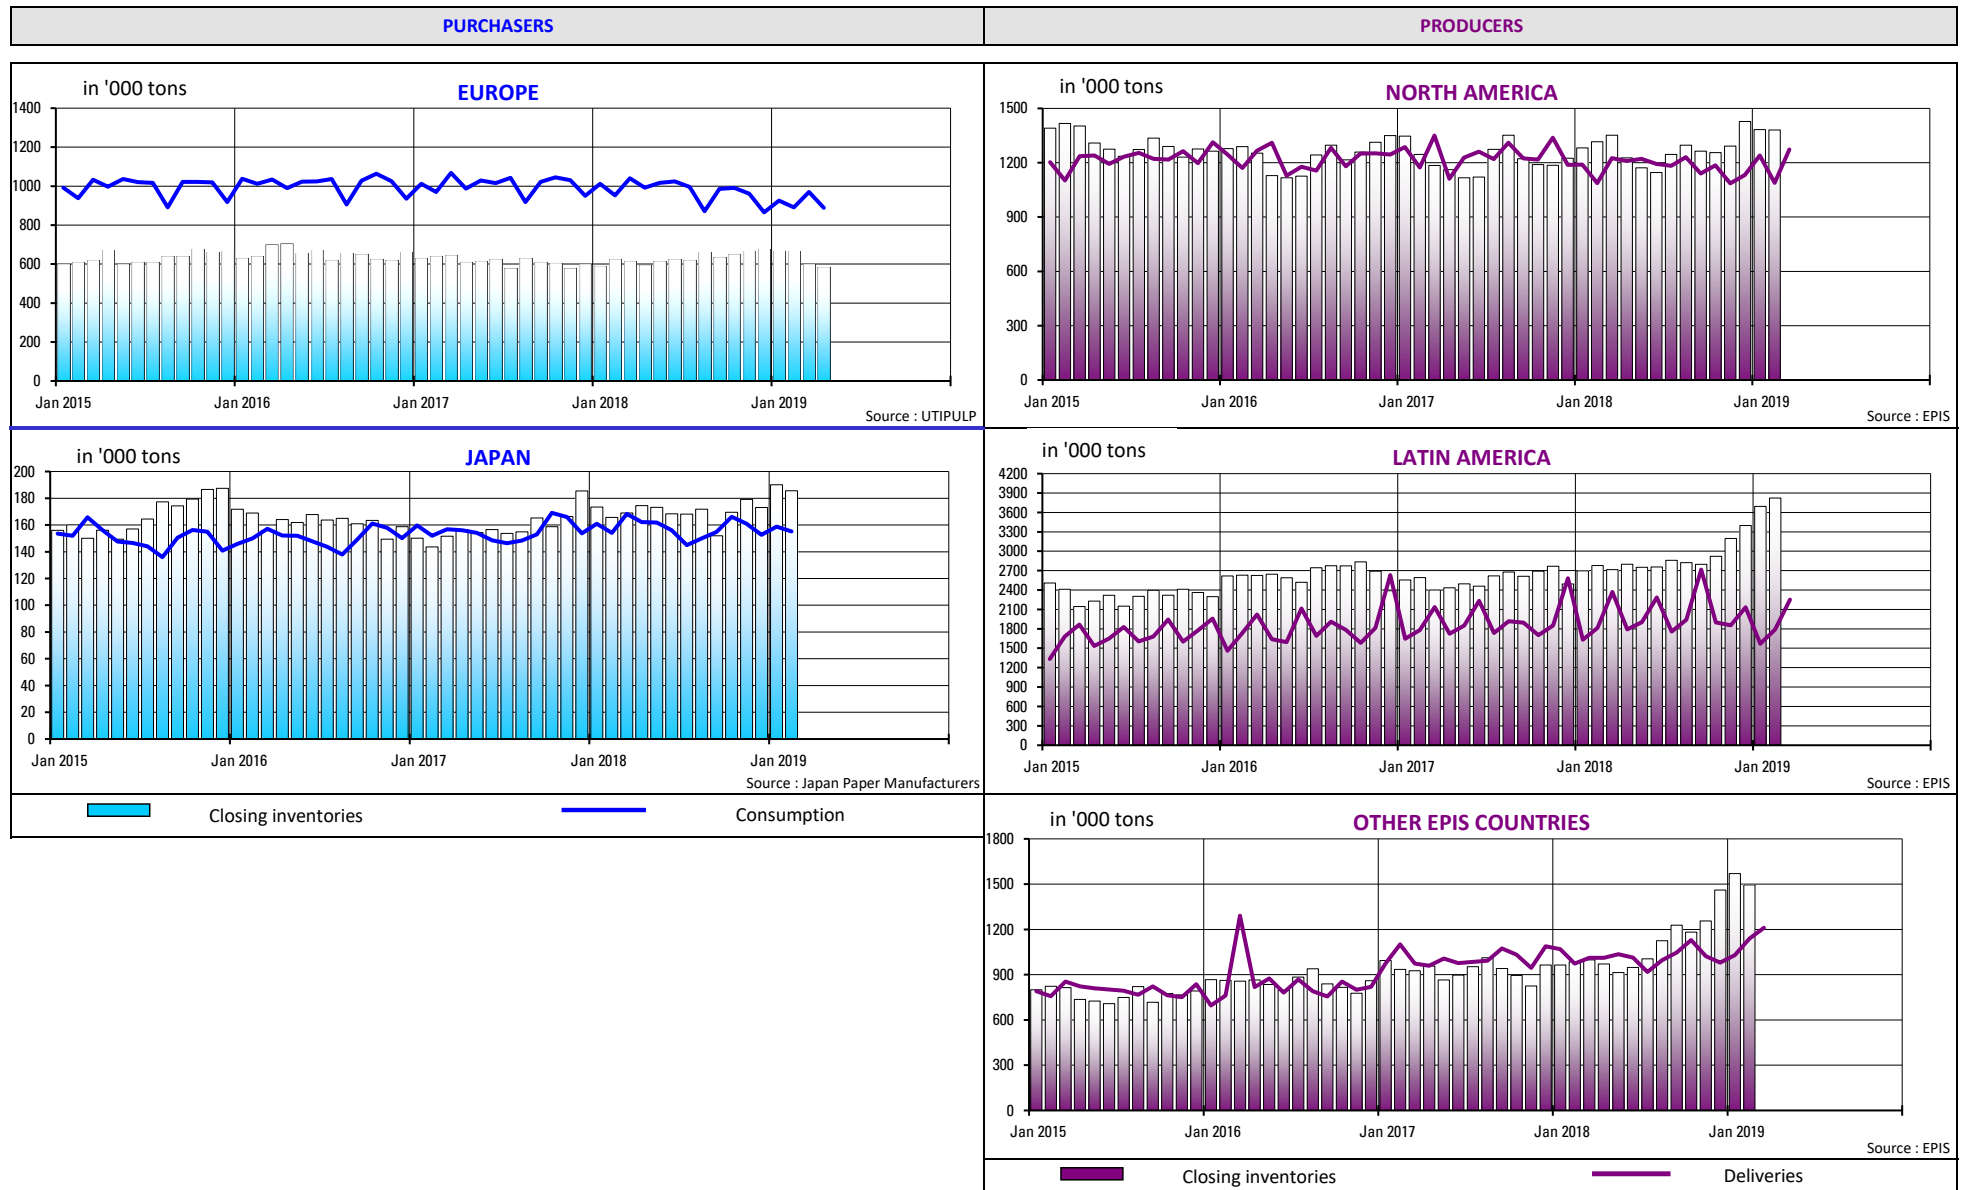 PURCHASERS
PRODUCERS
in '000 tons
EUROPE
1400
1200
1000
800
600
400
200
0
Jan 2015
Jan 2016
Jan 2017
Jan 2018
Jan 2019
Source : UTIPULP
in '000 tons
NORTH AMERICA
1500
1200
900
600
300
0
Jan 2015
Jan 2016
Jan 2017
Jan 2018
Jan 2019
Source : EPIS
in '000 tons
JAPAN
200
180
160
140
120
100
80
60
40
20
0
Jan 2015
Jan 2016
Jan 2017
Jan 2018
Jan 2019
Source : Japan Paper Manufacturers
Closing inventories
Consumption
in '000 tons
LATIN AMERICA
4200
3900
3600
3300
3000
2700
2400
2100
1800
1500
1200
900
600
300
0
Jan 2015
Jan 2016
Jan 2017
Jan 2018
Jan 2019
Source : EPIS
in '000 tons
OTHER EPIS COUNTRIES
1800
1500
1200
900
600
300
0
Jan 2015
Jan 2016
Jan 2017
Jan 2018
Jan 2019
Source : EPIS
Closing inventories
Deliveries